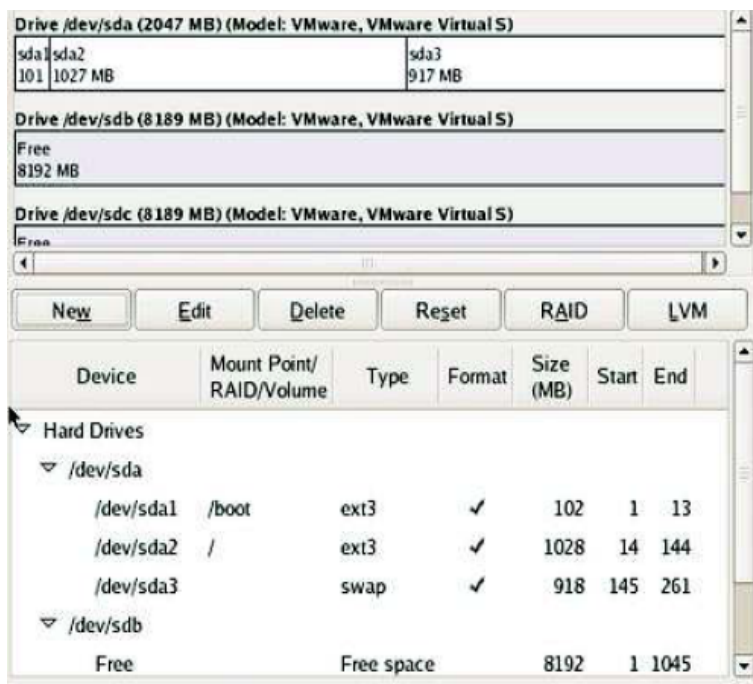 Drive /dev/sda (2047 MB) (Model: VMware, VMware Virtual S)
sda1 sda2 sda3
101 1027 MB 917 MB
Drive /dev/sdb (8189 MB) (Model: VMware, VMware Virtual S)
Free
8192 MB
Drive /dev/sdc (8189 MB) (Model: VMware, VMware Virtual S)
Free
New Edit Delete Reset RAID LVM
Device Mount Point/ RAID/Volume Type Format Size (MB) Start End
Hard Drives
/dev/sda
/dev/sda1 /boot ext3 ✓ 102 1 13
/dev/sda2 / ext3 ✓ 1028 14 144
/dev/sda3 swap ✓ 918 145 261
/dev/sdb
Free Free space 8192 1 1045